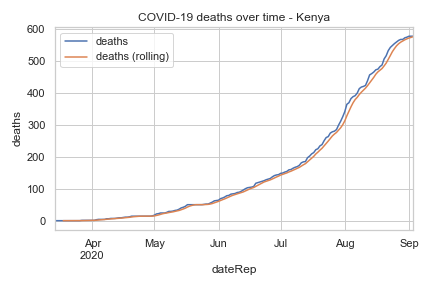 COVID-19 deaths over time - Kenya
deaths
deaths (rolling)
600
500
400
300
200
100
0
deaths
Apr
2020
May
Jun
Jul
Aug
Sep
dateRep